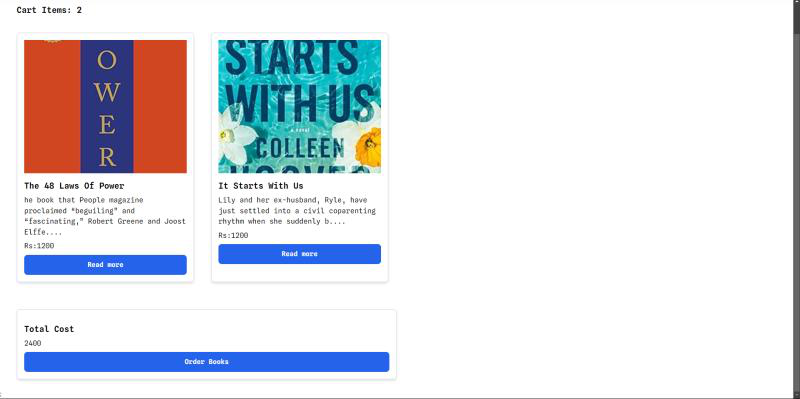 Cart Items: 2
O
W
E
R
The 48 Laws Of Power
he book that People magazine
proclaimed “beguiling” and
“fascinating,” Robert Greene and Joost
Elffe....
Rs:1200
Read more
STARTS
WITH US
a novel
COLLEEN
HOOVER
It Starts With Us
Lily and her ex-husband, Ryle, have
just settled into a civil coparenting
rhythm when she suddenly b....
Rs:1200
Read more
Total Cost
2400
Order Books